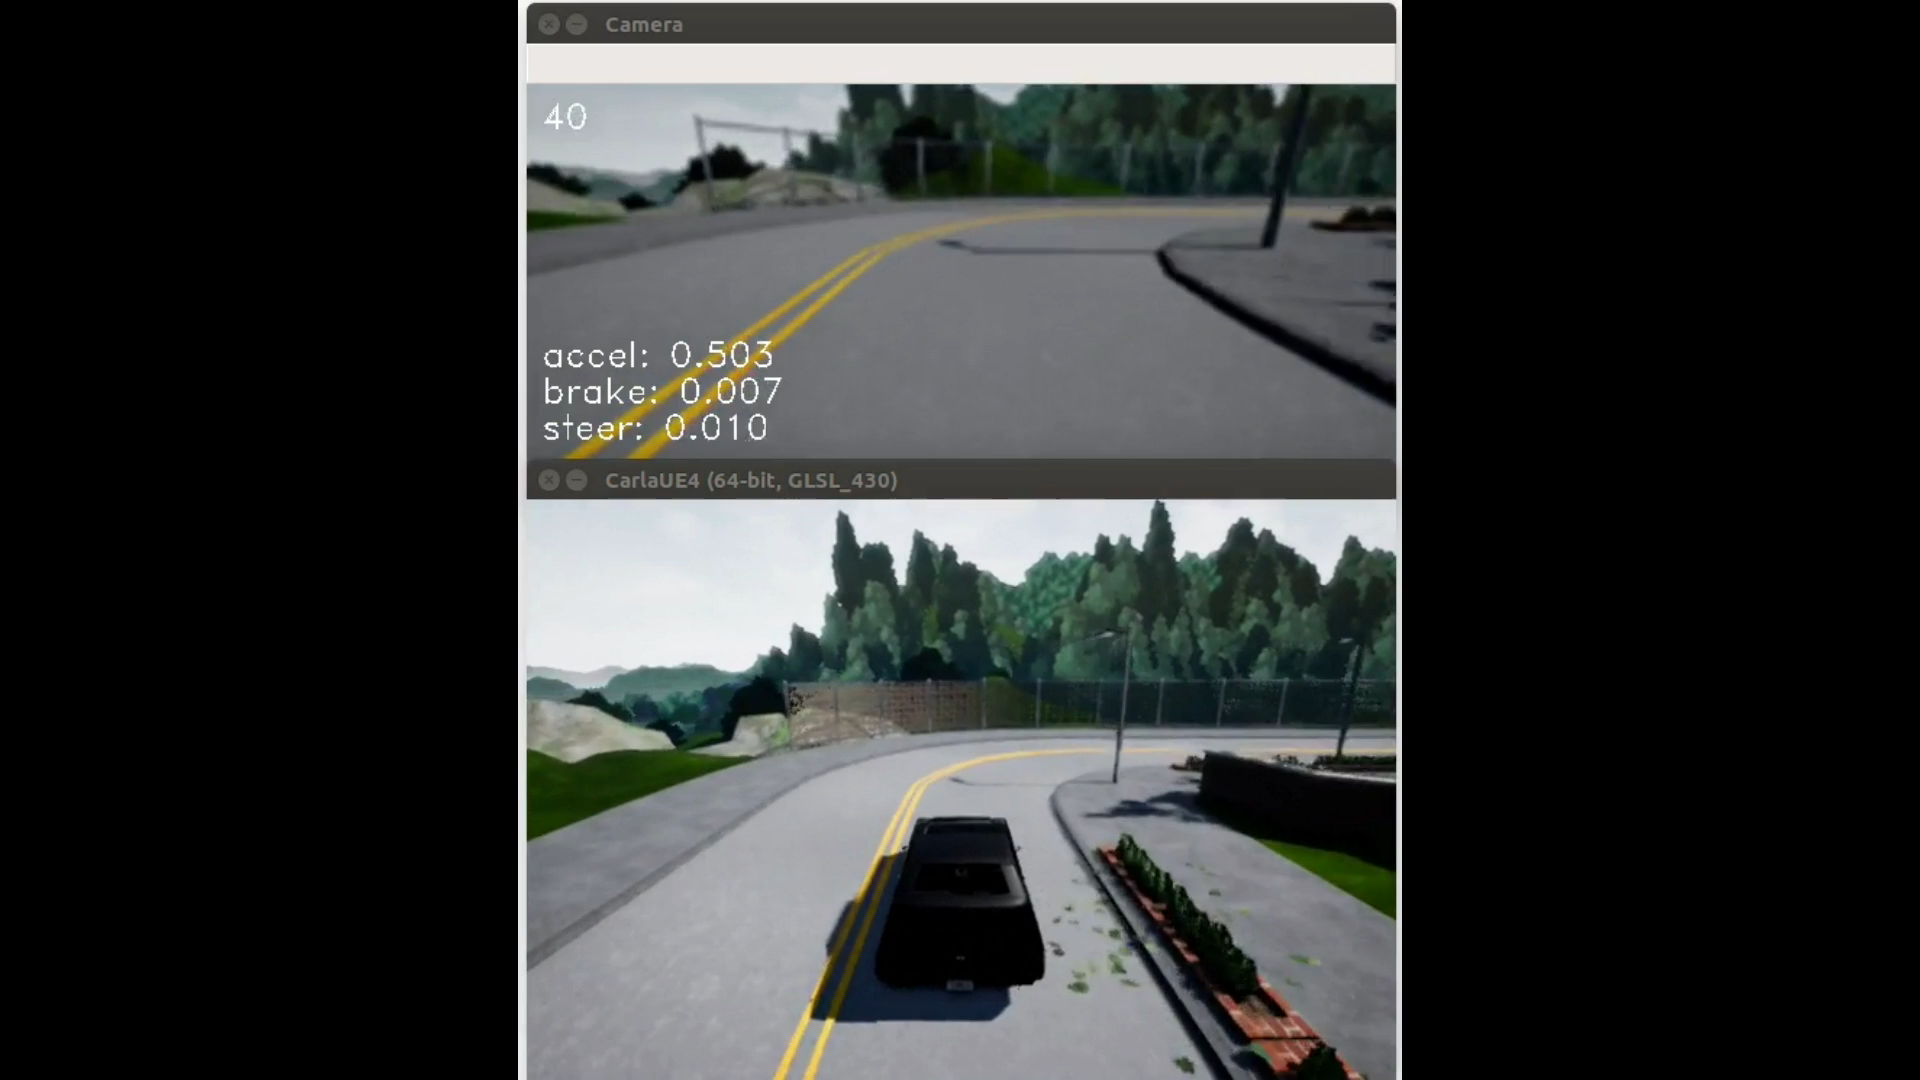 Camera
40
accel: 0.503
brake: 0.007
steer: 0.010
CarlaUE4 (64-bit, GLSL_430)